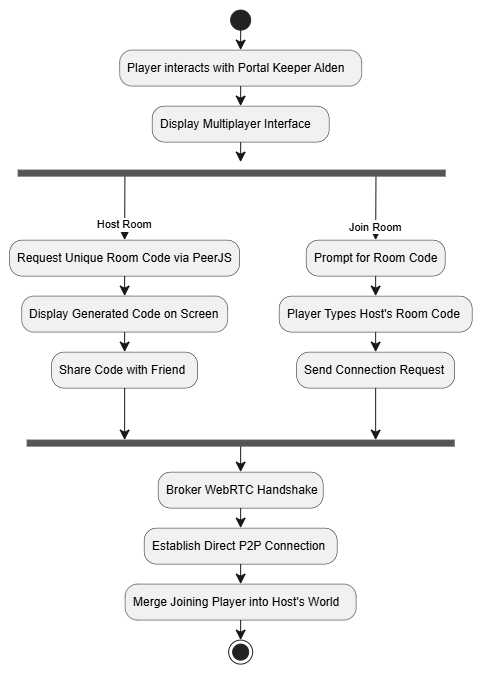 Player interacts with Portal Keeper Alden
Display Multiplayer Interface
Host Room
Join Room
Request Unique Room Code via PeerJS
Prompt for Room Code
Display Generated Code on Screen
Player Types Host's Room Code
Share Code with Friend
Send Connection Request
Broker WebRTC Handshake
Establish Direct P2P Connection
Merge Joining Player into Host's World